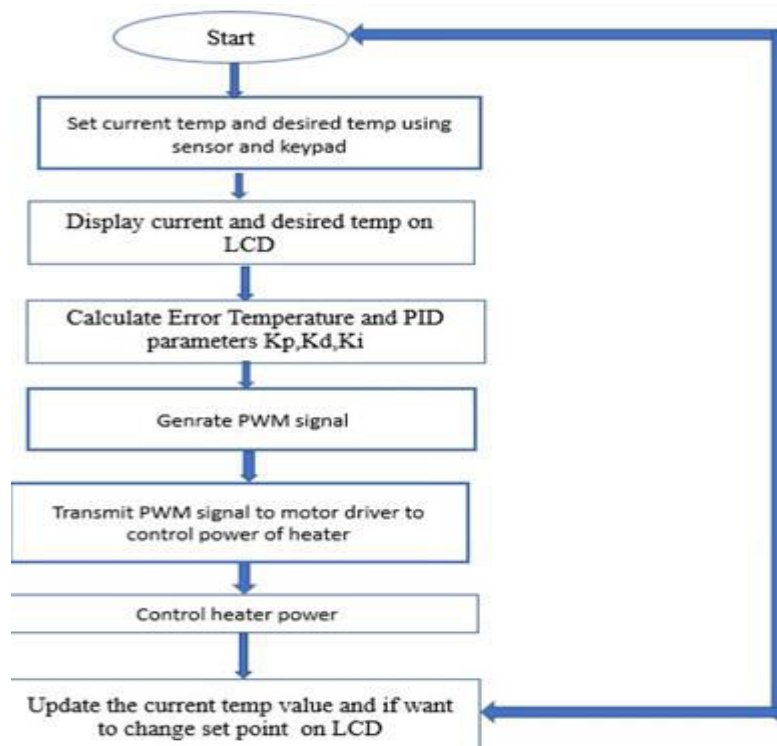 Start
Set current temp and desired temp using
sensor and keypad
Display current and desired temp on
LCD
Calculate Error Temperature and PID
parameters Kp,Kd,Ki
Genrate PWM signal
Transmit PWM signal to motor driver to
control power of heater
Control heater power
Update the current temp value and if want
to change set point on LCD